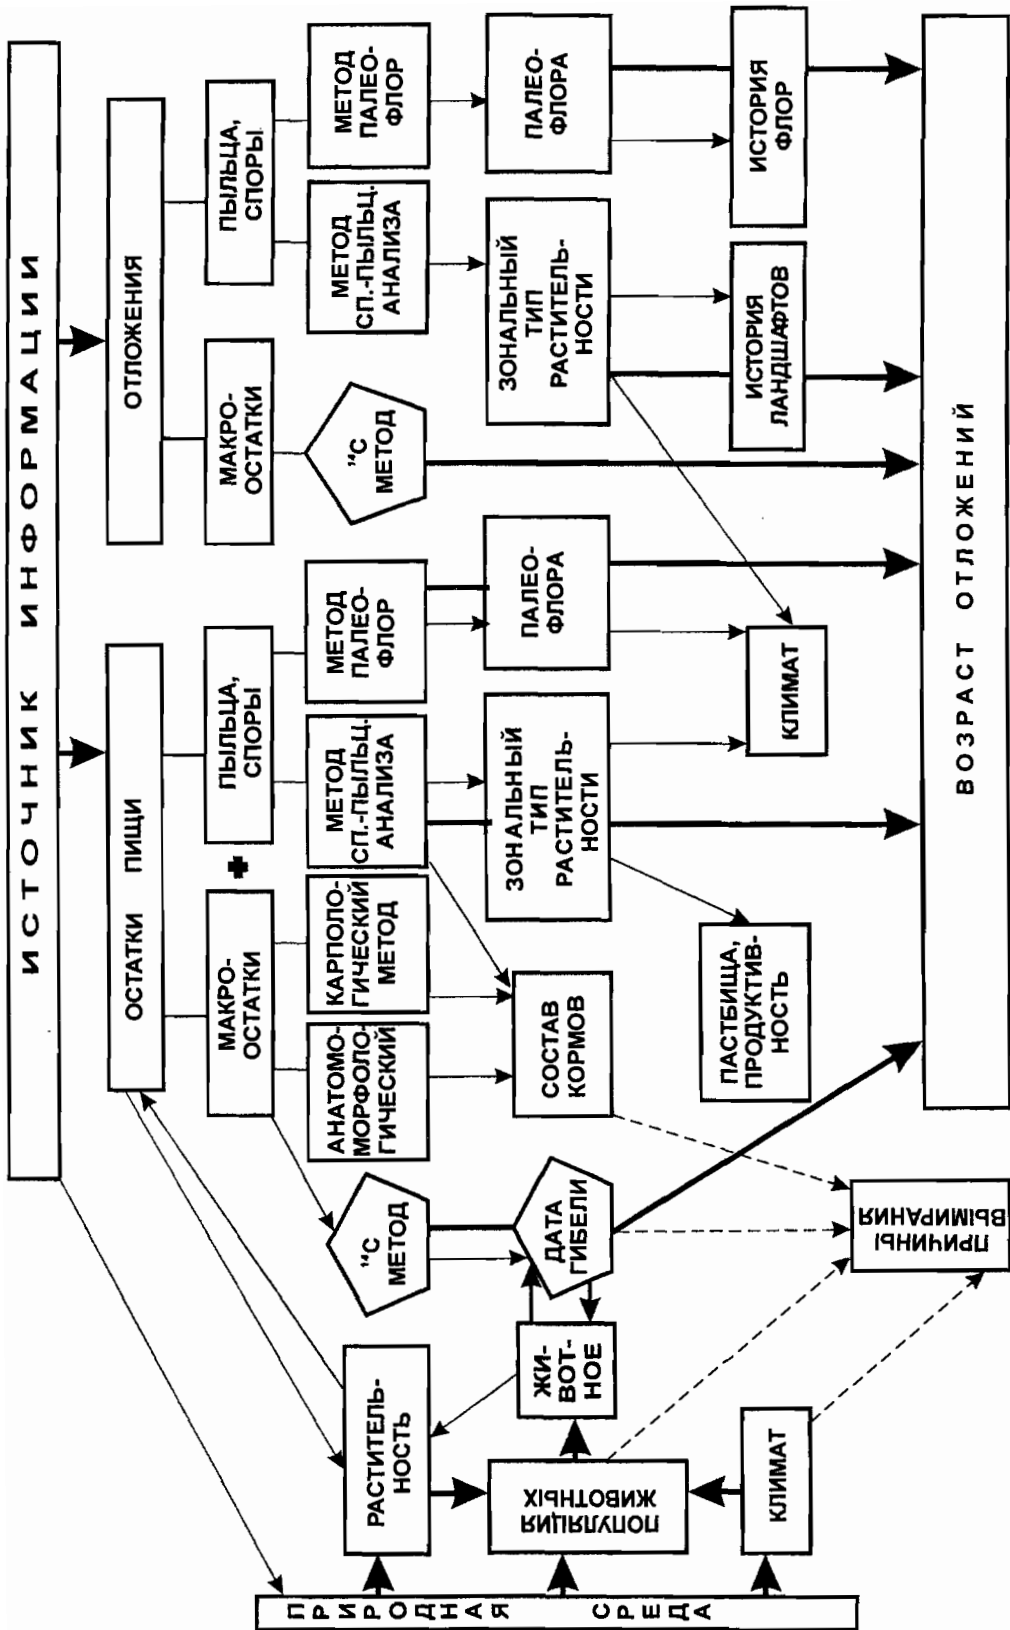 ИСТОЧНИК ИНФОРМАЦИИ
ОСТАТКИ ПИЩИ
ОТЛОЖЕНИЯ
МАКРО-
ОСТАТКИ
ПЫЛЬЦА,
СПОРЫ
МАКРО-
ОСТАТКИ
ПЫЛЬЦА,
СПОРЫ
¹⁴C
МЕТОД
АНАТОМО-
МОРФОЛО-
ГИЧЕСКИЙ
КАРПОЛО-
ГИЧЕСКИЙ
МЕТОД
МЕТОД
СП.-ПЫЛЬЦ.
АНАЛИЗА
МЕТОД
ПАЛЕО-
ФЛОР
¹⁴C
МЕТОД
МЕТОД
СП.-ПЫЛЬЦ.
АНАЛИЗА
МЕТОД
ПАЛЕО-
ФЛОР
ПРИРОДНАЯ СРЕДА
РАСТИТЕЛЬ-
НОСТЬ
ПОПУЛЯЦИЯ
ЖИВОТНЫХ
КЛИМАТ
ЖИ-
ВОТ-
НОЕ
ДАТА
ГИБЕЛИ
СОСТАВ
КОРМОВ
ЗОНАЛЬНЫЙ
ТИП
РАСТИТЕЛЬ-
НОСТИ
ПАЛЕО-
ФЛОРА
ЗОНАЛЬНЫЙ
ТИП
РАСТИТЕЛЬ-
НОСТИ
ПАЛЕО-
ФЛОРА
ПАСТБИЩА,
ПРОДУКТИВ-
НОСТЬ
КЛИМАТ
ИСТОРИЯ
ЛАНДШАФТОВ
ИСТОРИЯ
ФЛОР
ПРИЧИНЫ
ВЫМИРАНИЯ
ВОЗРАСТ ОТЛОЖЕНИЙ